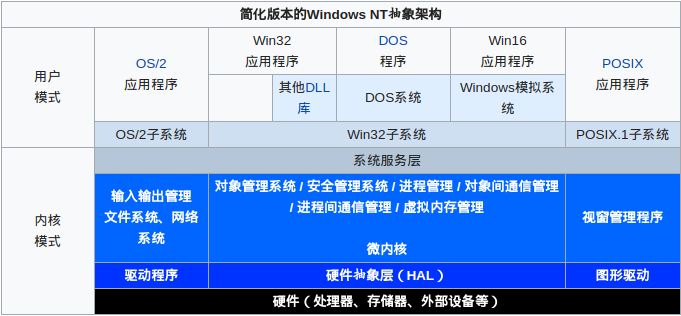 简化版本的Windows NT抽象架构
用户
模式
OS/2
应用程序
Win32
应用程序
DOS
程序
Win16
应用程序
POSIX
应用程序
其他DLL
库
DOS系统
Windows模拟系
统
OS/2子系统
Win32子系统
POSIX.1子系统
内核
模式
系统服务层
输入输出管理
文件系统、网络
系统
对象管理系统 / 安全管理系统 / 进程管理 / 对象间通信管理
/ 进程间通信管理 / 虚拟内存管理
微内核
视窗管理程序
驱动程序
硬件抽象层（HAL）
图形驱动
硬件（处理器、存储器、外部设备等）